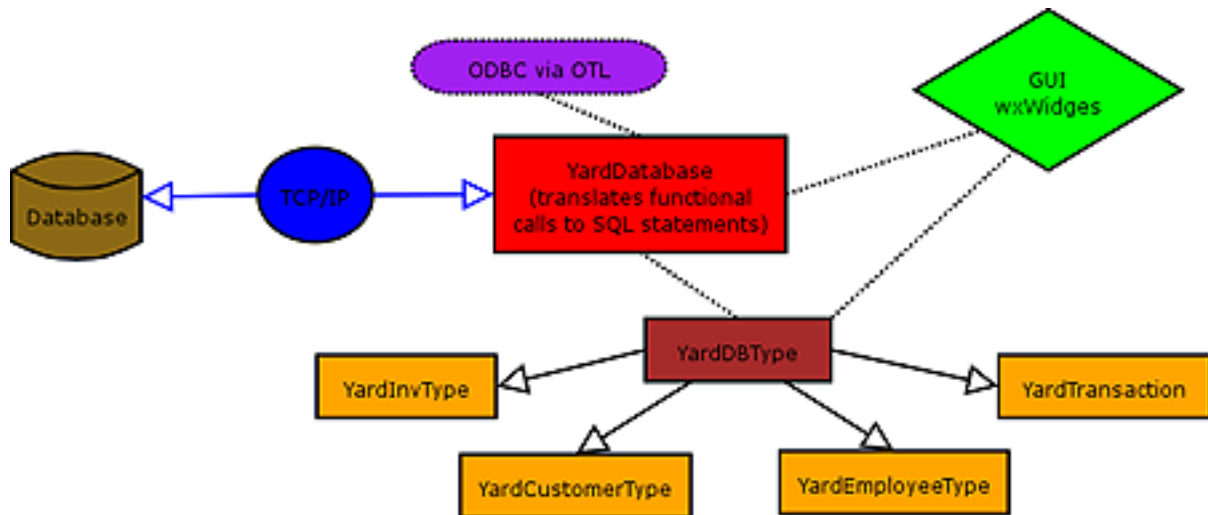 ODBC via OTL
GUI
wxWidges
YardDatabase
(translates functional
calls to SQL statements)
TCP/IP
Database
YardDBType
YardInvType
YardTransaction
YardCustomerType
YardEmployeeType